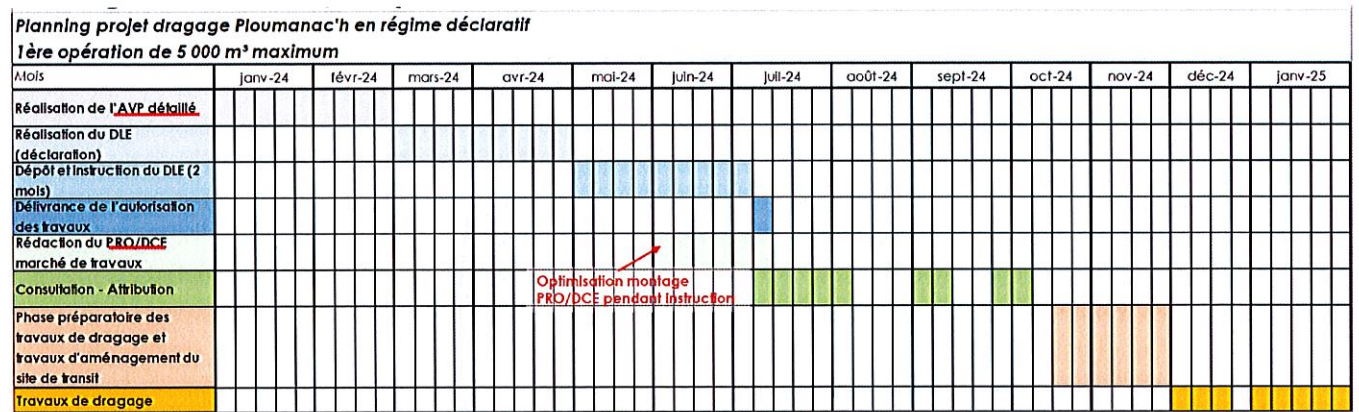 Planning projet dragage Ploumanac'h en régime déclaratif
1ère opération de 5 000 m³ maximum
Mois janv-24 févr-24 mars-24 avr-24 mai-24 juin-24 juil-24 août-24 sept-24 oct-24 nov-24 déc-24 janv-25
Réalisation de l'AVP détaillé
Réalisation du DLE
(déclaration)
Dépôt et instruction du DLE (2
mois)
Délivrance de l'autorisation
des travaux
Rédaction du PRO/DCE
marché de travaux
Optimisation montage
PRO/DCE pendant instruction
Consultation - Attribution
Phase préparatoire des
travaux de dragage et
travaux d'aménagement du
site de transit
Travaux de dragage